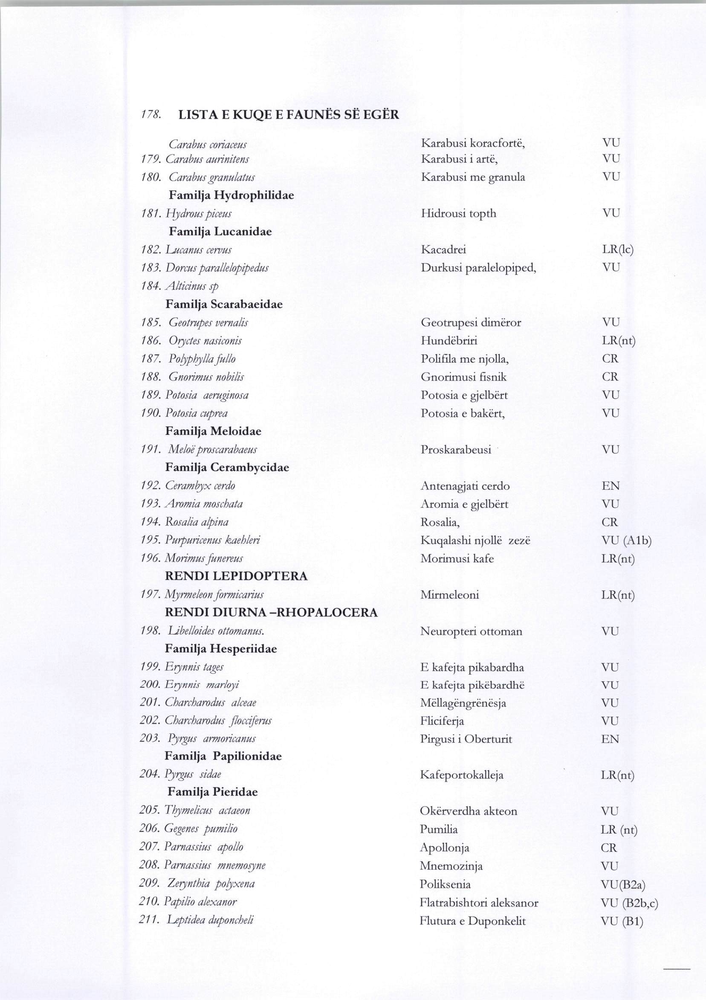 178. LISTA E KUQE E FAUNËS SË EGËR
Carabus coriaceus Karabusi koracfortë, VU
179. Carabus aurinitens Karabusi i artë, VU
180. Carabus granulatus Karabusi me granula VU
Familja Hydrophilidae
181. Hydrous piceus Hidrousi topth VU
Familja Lucanidae
182. Lucanus cervus Kacadrei LR(lc)
183. Dorcus parallelopipedus Durkusi paralelopiped, VU
184. Alticinus sp
Familja Scarabaeidae
185. Geotrupes vernalis Geotrupesi dimëror VU
186. Oryctes nasiconis Hundëbriri LR(nt)
187. Polyphylla fullo Polifila me njolla, CR
188. Gnorimus nobilis Gnorimusi fisnik CR
189. Potosia aeruginosa Potosia e gjelbërt VU
190. Potosia cuprea Potosia e bakërt, VU
Familja Meloidae
191. Meloë proscarabaeus Proskarabeusi VU
Familja Cerambycidae
192. Cerambyx cerdo Antenagjati cerdo EN
193. Aromia moschata Aromia e gjelbërt VU
194. Rosalia alpina Rosalia, CR
195. Purpuricenus kaehleri Kuqalashi njollë zezë VU (A1b)
196. Morimus funereus Morimusi kafe LR(nt)
RENDI LEPIDOPTERA
197. Myrmeleon formicarius Mirmeleoni LR(nt)
RENDI DIURNA –RHOPALOCERA
198. Libelloides ottomanus. Neuropteri ottoman VU
Familja Hesperiidae
199. Erynnis tages E kafejta pikabardha VU
200. Erynnis marloyi E kafejta pikëbardhë VU
201. Charcharodus alceae Mëllagëngrënësja VU
202. Charcharodus flocciferus Fliciferja VU
203. Pyrgus armoricanus Pirgusi i Oberturit EN
Familja Papilionidae
204. Pyrgus sidae Kafeportokalleja LR(nt)
Familja Pieridae
205. Thymelicus actaeon Okërverdha akteon VU
206. Gegenes pumilio Pumilia LR (nt)
207. Parnassius apollo Apollonja CR
208. Parnassius mnemosyne Mnemozinja VU
209. Zerynthia polyxena Poliksenia VU(B2a)
210. Papilio alexanor Flatrabishtori aleksanor VU (B2b,c)
211. Leptidea duponcheli Flutura e Duponkelit VU (B1)